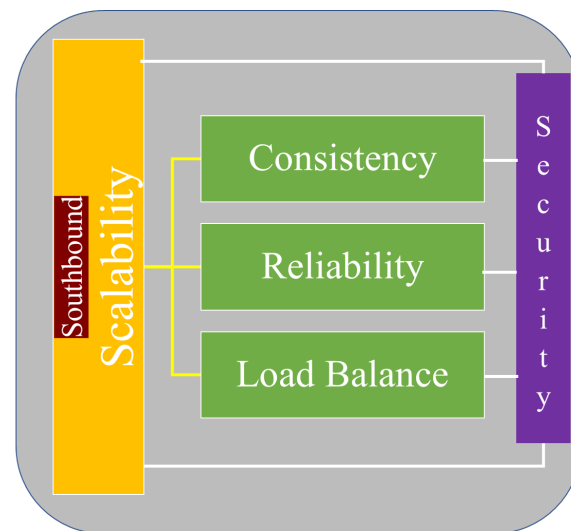 Southbound
Scalability
Consistency
Reliability
Load Balance
Security